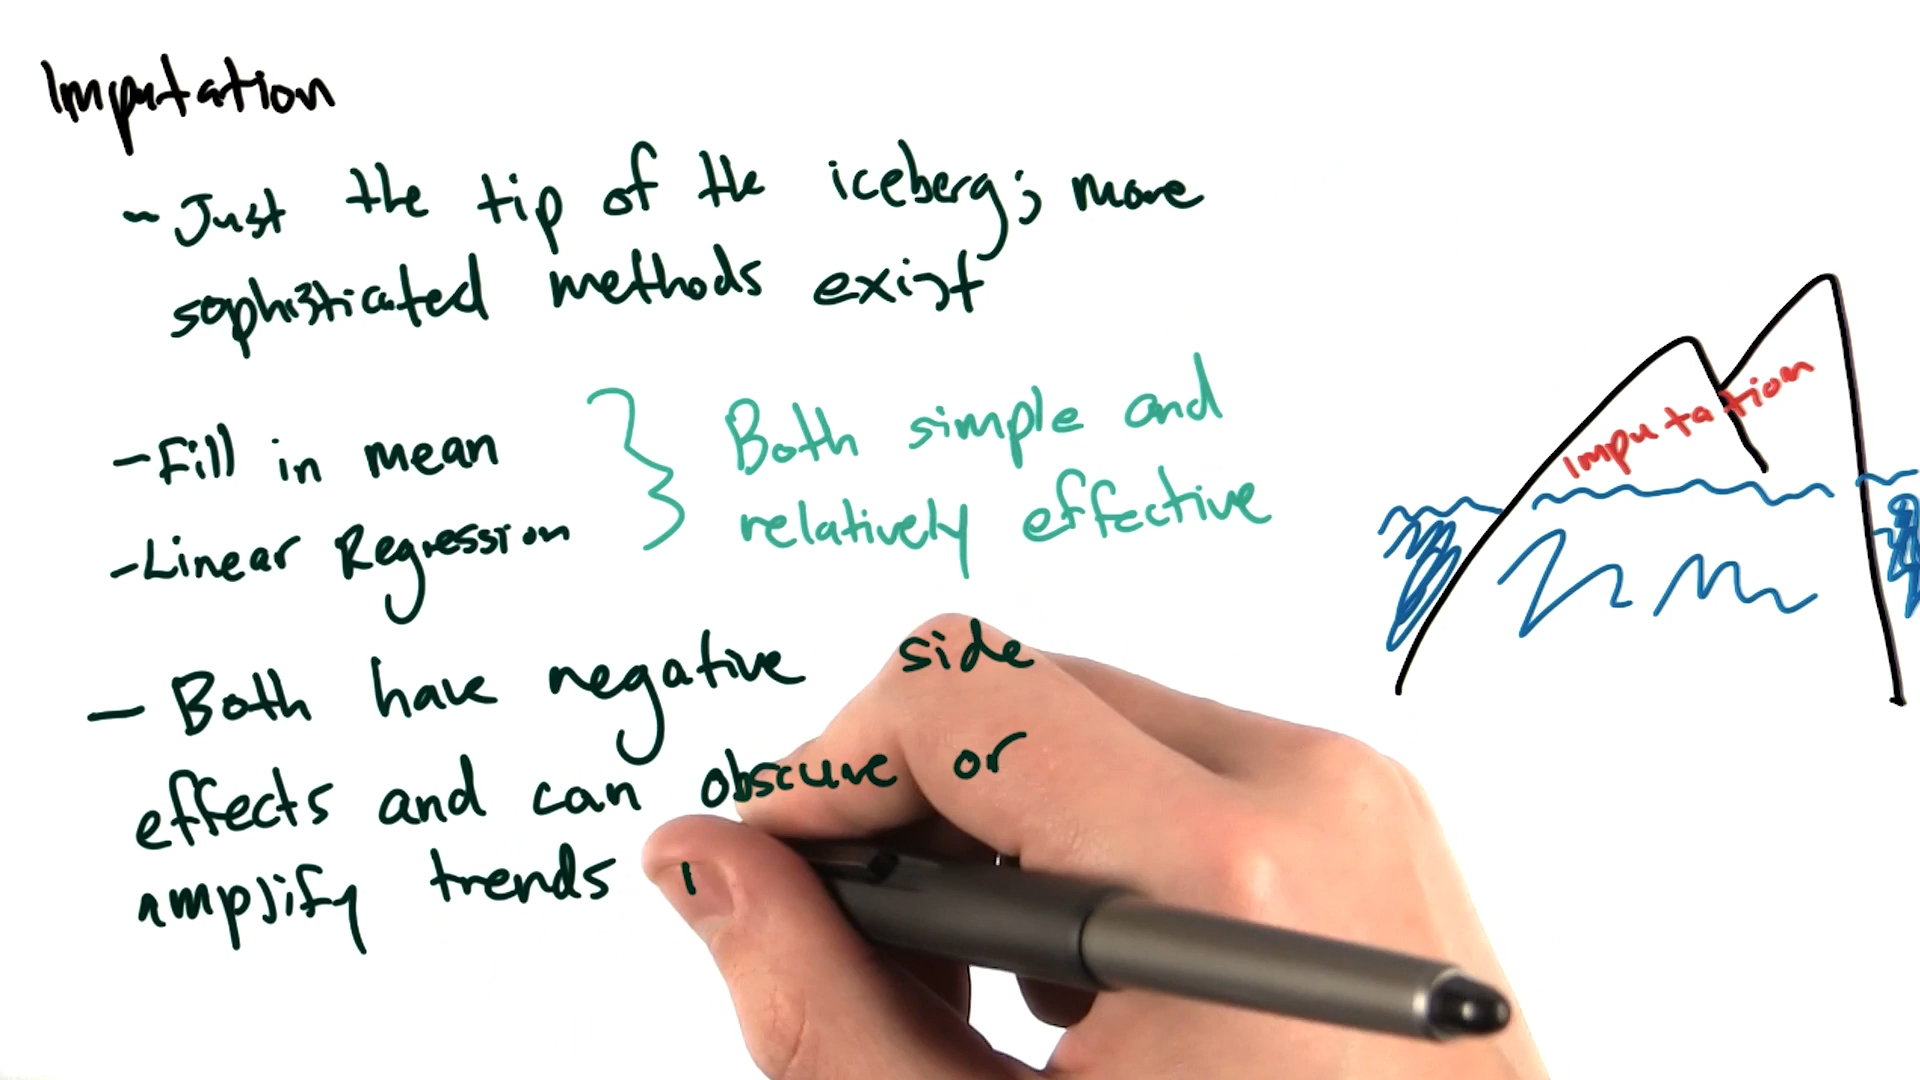 Imputation
- Just the tip of the iceberg; more
sophisticated methods exist
- Fill in mean
- Linear Regression
Both simple and
relatively effective
- Both have negative side
effects and can obscure or
amplify trends
Imputation